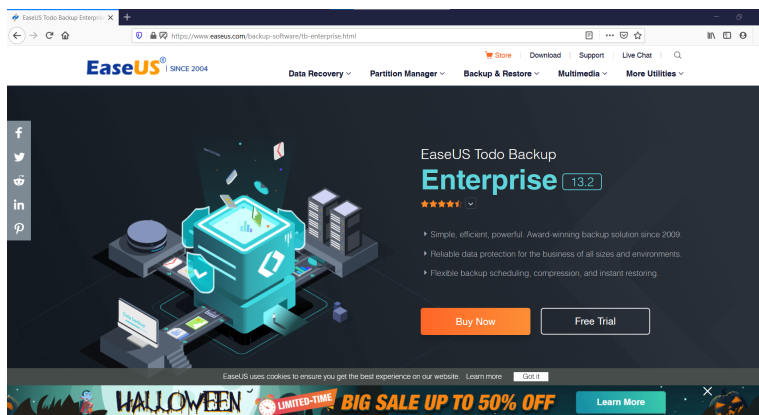 EaseUS Todo Backup Enterpris
https://www.easeus.com/backup-software/tb-enterprise.html
Store Download Support Live Chat
EaseUS® SINCE 2004
Data Recovery Partition Manager Backup & Restore Multimedia More Utilities
EaseUS Todo Backup
Enterprise 13.2
Simple, efficient, powerful. Award-winning backup solution since 2009.
Reliable data protection for the business of all sizes and environments.
Flexible backup scheduling, compression, and instant restoring.
Data backup
Buy Now Free Trial
EaseUS uses cookies to ensure you get the best experience on our website. Learn more Got it
HALLOWEEN LIMITED-TIME BIG SALE UP TO 50% OFF Learn More